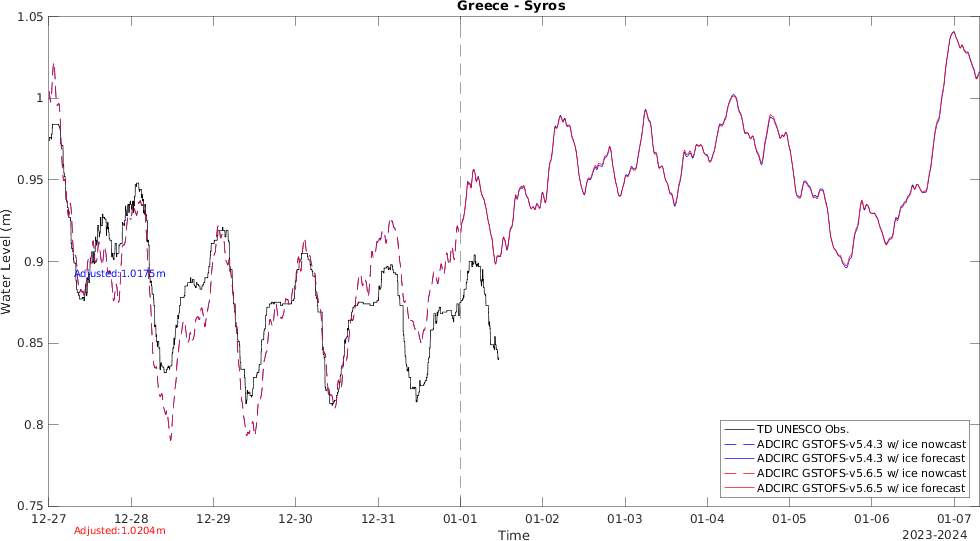 Greece - Syros
1.05
1
0.95
0.9
0.85
0.8
0.75
Water Level (m)
Adjusted:1.0175m
Adjusted:1.0204m
TD UNESCO Obs.
ADCIRC GSTOFS-v5.4.3 w/ ice nowcast
ADCIRC GSTOFS-v5.4.3 w/ ice forecast
ADCIRC GSTOFS-v5.6.5 w/ ice nowcast
ADCIRC GSTOFS-v5.6.5 w/ ice forecast
12-27 12-28 12-29 12-30 12-31 01-01 01-02 01-03 01-04 01-05 01-06 01-07
Time
2023-2024